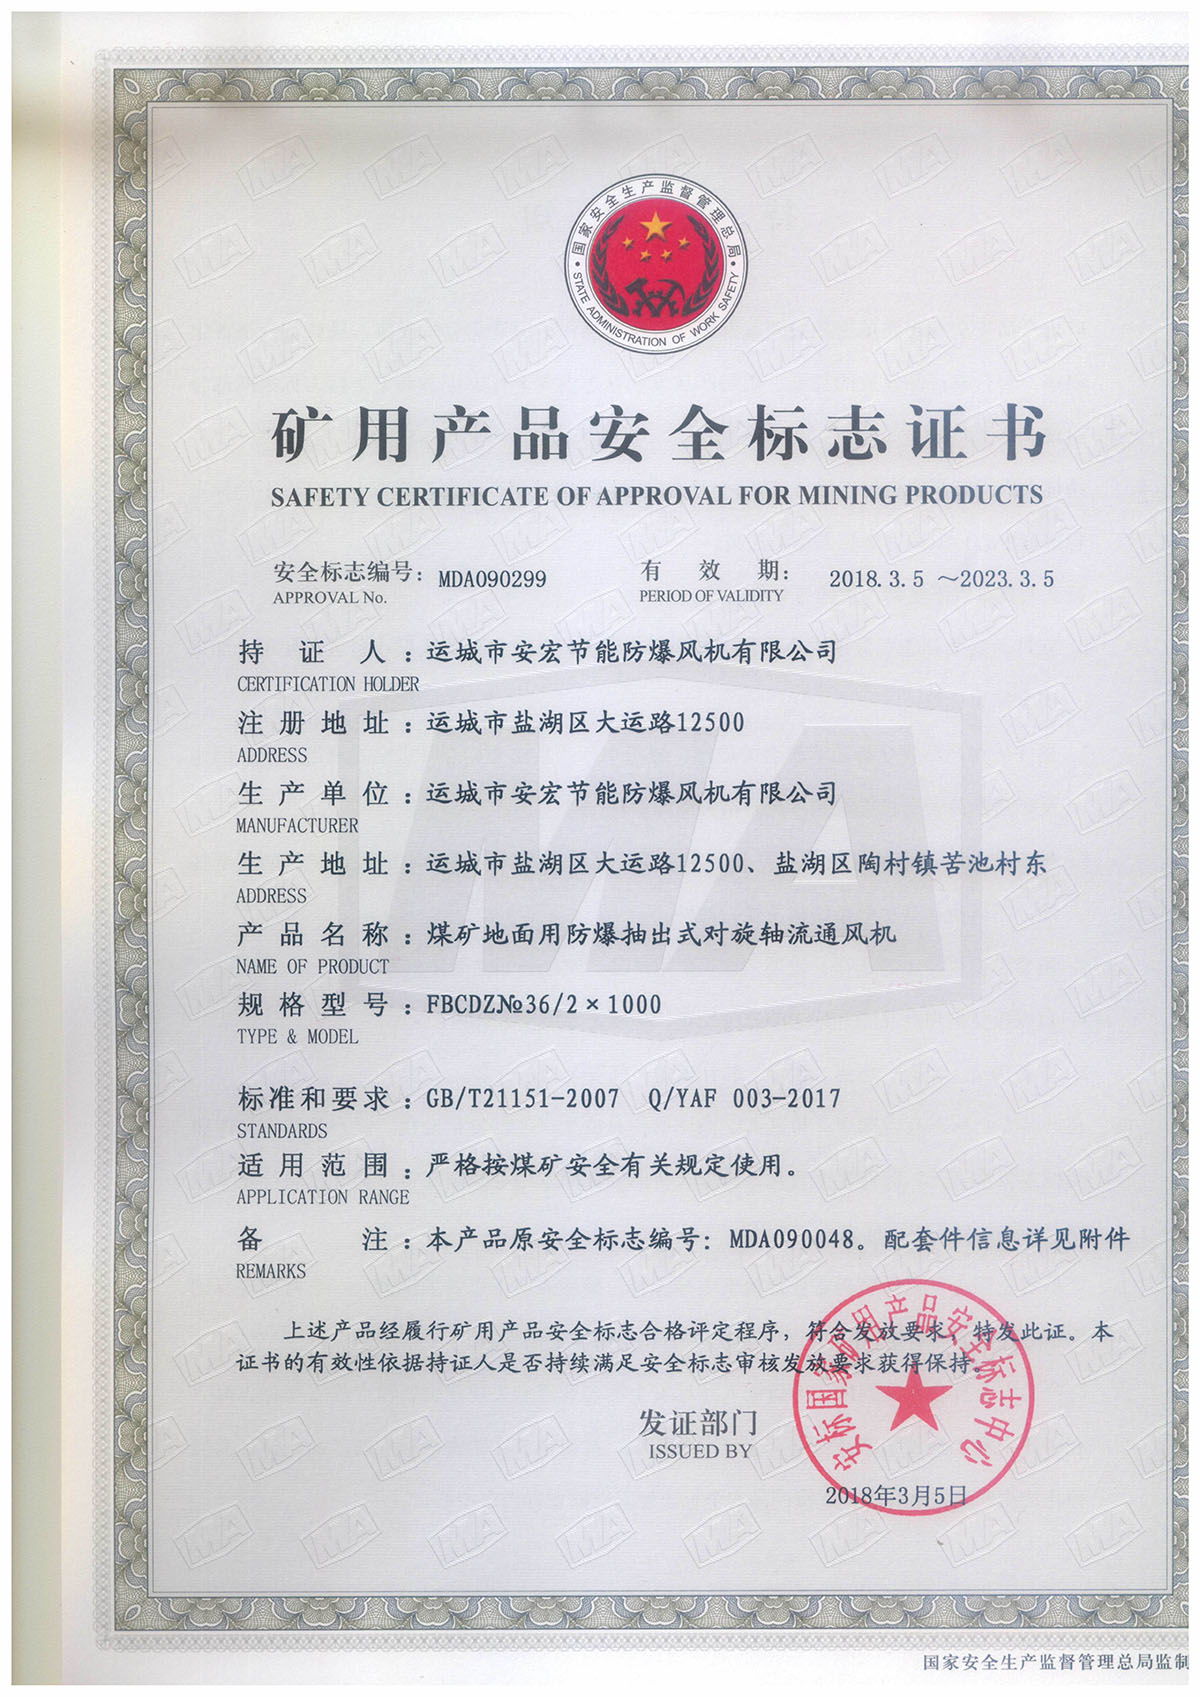 国家安全生产监督管理总局
STATE ADMINISTRATION OF WORK SAFETY
矿用产品安全标志证书
SAFETY CERTIFICATE OF APPROVAL FOR MINING PRODUCTS
安全标志编号: MDA090299 有效期: 2018.3.5 ~2023.3.5
APPROVAL No. PERIOD OF VALIDITY
持证人:运城市安宏节能防爆风机有限公司
CERTIFICATION HOLDER
注册地址:运城市盐湖区大运路12500
ADDRESS
生产单位:运城市安宏节能防爆风机有限公司
MANUFACTURER
生产地址:运城市盐湖区大运路12500、盐湖区陶村镇苦池村东
ADDRESS
产品名称:煤矿地面用防爆抽出式对旋轴流通风机
NAME OF PRODUCT
规格型号:FBCDZ№36/2×1000
TYPE & MODEL
标准和要求:GB/T21151-2007 Q/YAF 003-2017
STANDARDS
适用范围:严格按煤矿安全有关规定使用。
APPLICATION RANGE
备注:本产品原安全标志编号: MDA090048。配套件信息详见附件
REMARKS
上述产品经履行矿用产品安全标志合格评定程序,符合发放要求,特发此证。本
证书的有效性依据持证人是否持续满足安全标志审核发放要求获得保持。
发证部门
ISSUED BY
安标国家矿用产品安全标志中心
2018年3月5日
国家安全生产监督管理总局监制
MA